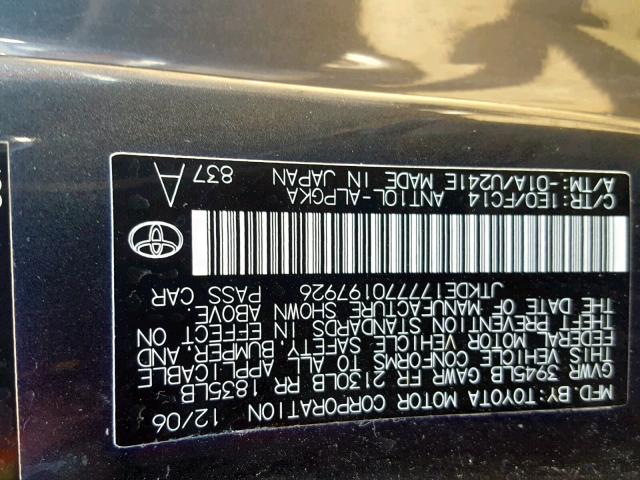 MFD.BY: TOYOTA MOTOR CORPORATION 12/06
GVWR 3945LB GAWR FR 2130LB RR 1835LB
THIS VEHICLE CONFORMS TO ALL APPLICABLE
FEDERAL MOTOR VEHICLE SAFETY, BUMPER, AND
THEFT PREVENTION STANDARDS IN EFFECT ON
THE DATE OF MANUFACTURE SHOWN ABOVE.
JTKDE177770197926 PASS CAR
C/TR: 1E0/FC14 ANT10L-ALPGKA 837
A/TM: -01A/U241E MADE IN JAPAN A